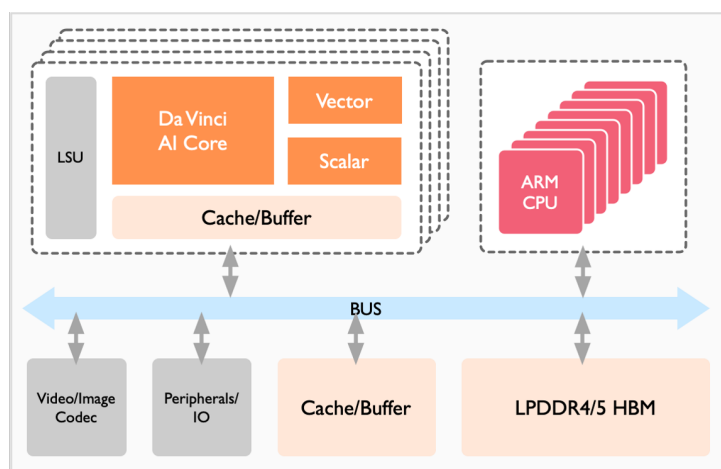 LSU
Da Vinci
AI Core
Vector
Scalar
Cache/Buffer
ARM
CPU
BUS
Video/Image
Codec
Peripherals/
IO
Cache/Buffer
LPDDR4/5 HBM